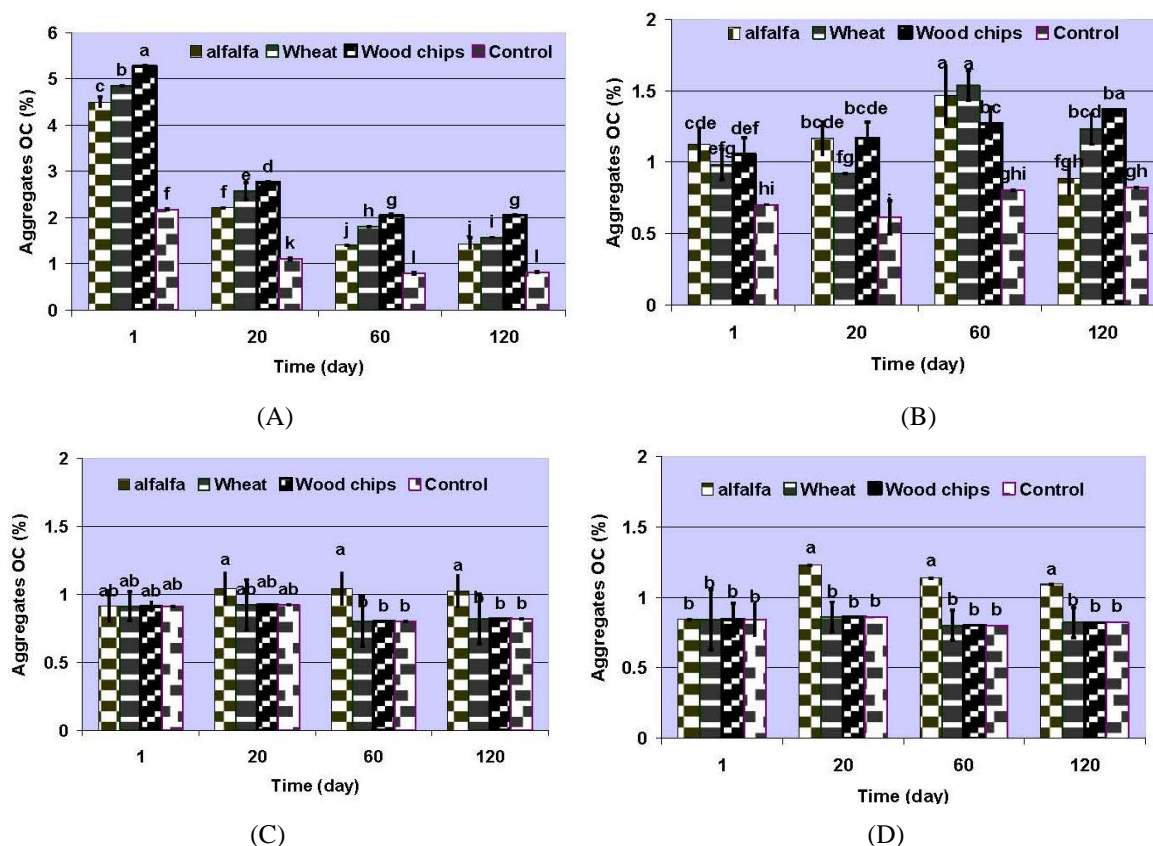 6
5
4
3
2
1
0
Aggregates OC (%)
alfalfa Wheat Wood chips Control
c b a f
f e d k
j h g l
j i g l
1 20 60 120
Time (day)
(A)
2
1.5
1
0.5
0
Aggregates OC (%)
alfalfa Wheat Wood chips Control
cde efg def hi
bcde fg bcde i
a a bc ghi
fgh bcd ba gh
1 20 60 120
Time (day)
(B)
2
1.5
1
0.5
0
Aggregates OC (%)
alfalfa Wheat Wood chips Control
ab ab ab ab
a ab ab ab
a b b b
a b b b
1 20 60 120
Time (day)
(C)
2
1.5
1
0.5
0
Aggregates OC (%)
alfalfa Wheat Wood chips Control
b b b b
a b b b
a b b b
a b b b
1 20 60 120
Time (day)
(D)